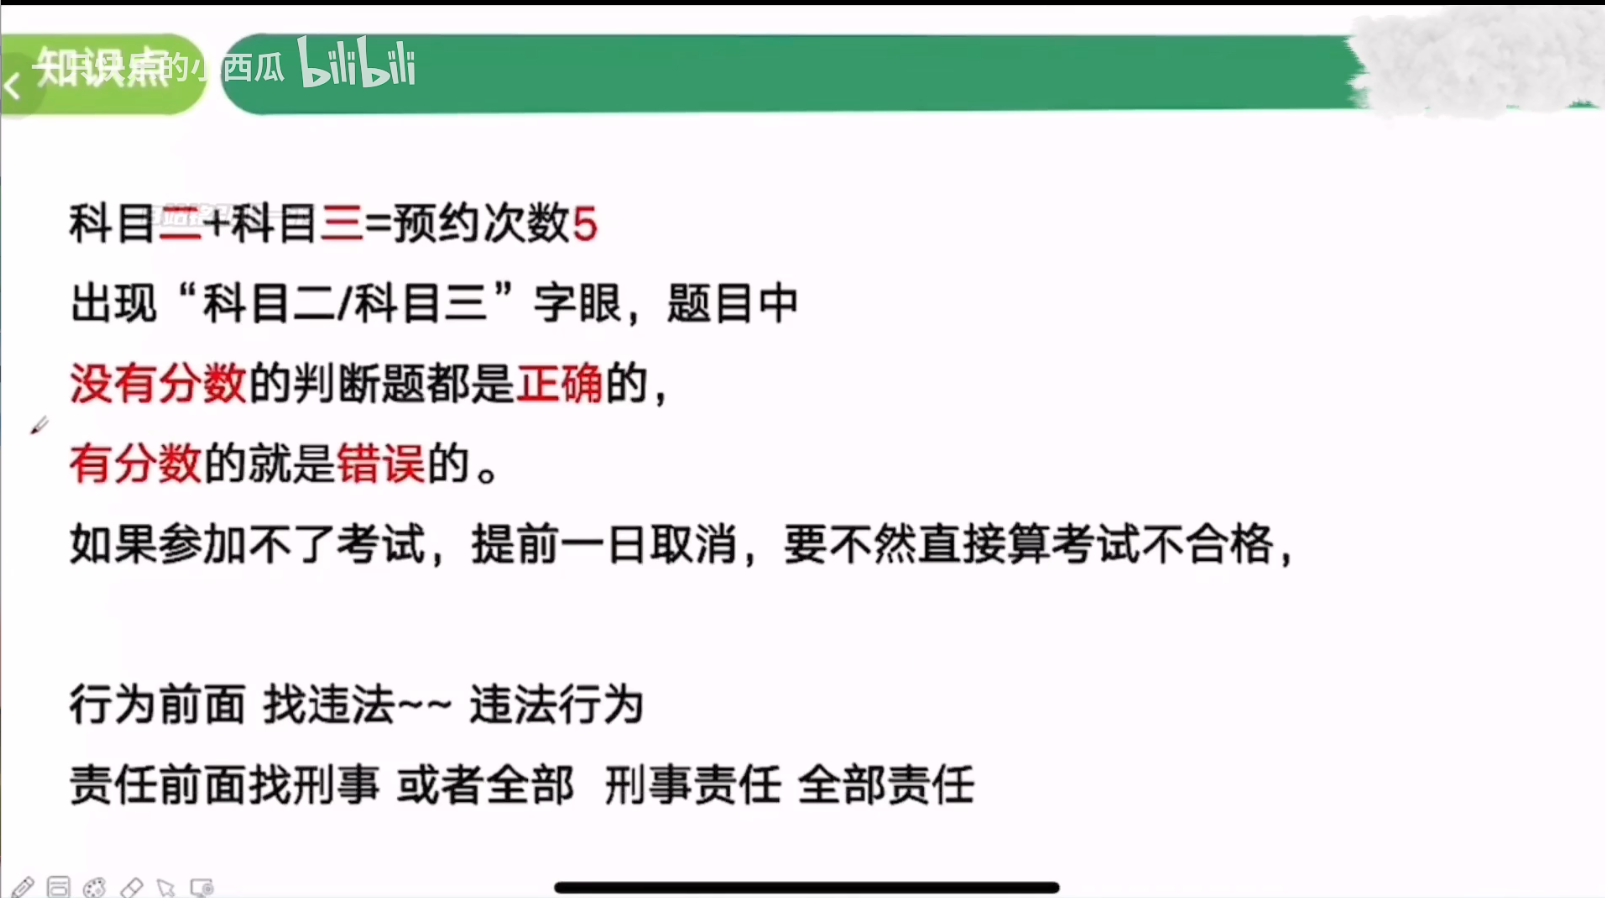 知识点
的小西瓜 bilibili
科目二+科目三=预约次数5
出现“科目二/科目三”字眼，题目中
没有分数的判断题都是正确的，
有分数的就是错误的。
如果参加不了考试，提前一日取消，要不然直接算考试不合格，
行为前面 找违法~~ 违法行为
责任前面找刑事 或者全部 刑事责任 全部责任